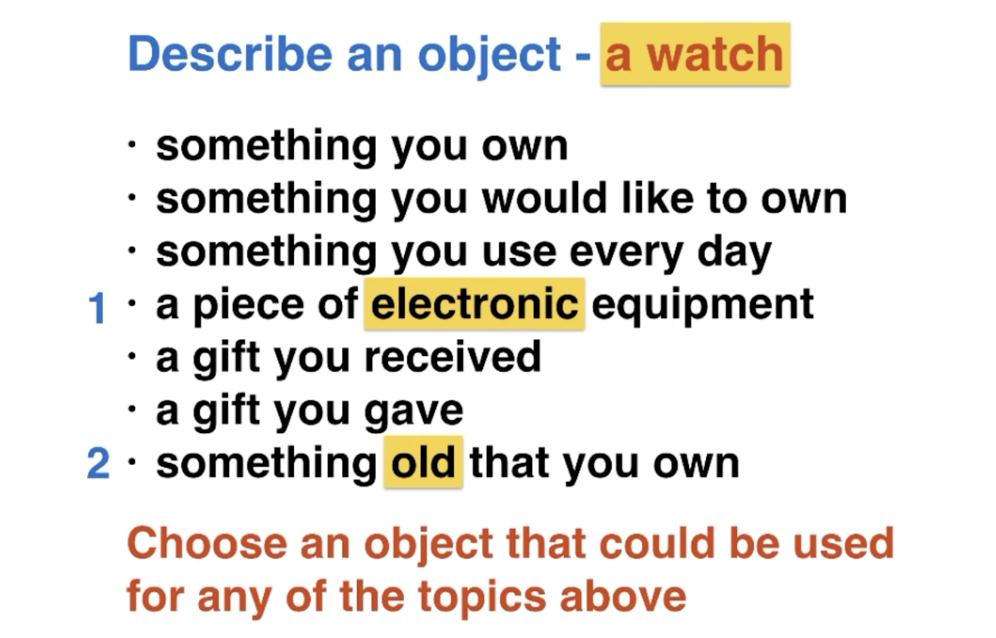 Describe an object - a watch
· something you own
· something you would like to own
· something you use every day
1 · a piece of electronic equipment
· a gift you received
· a gift you gave
2 · something old that you own
Choose an object that could be used
for any of the topics above